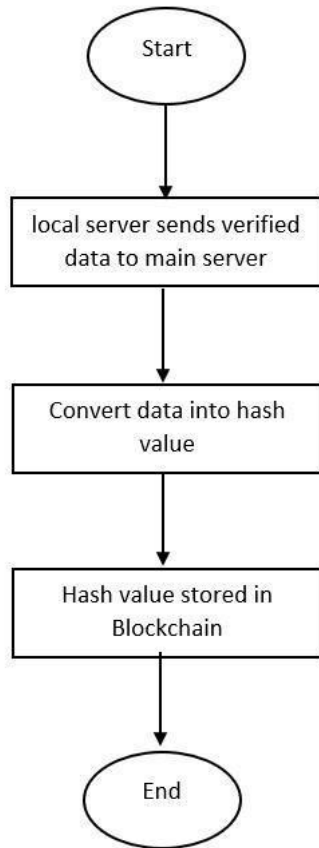 Start
local server sends verified
data to main server
Convert data into hash
value
Hash value stored in
Blockchain
End